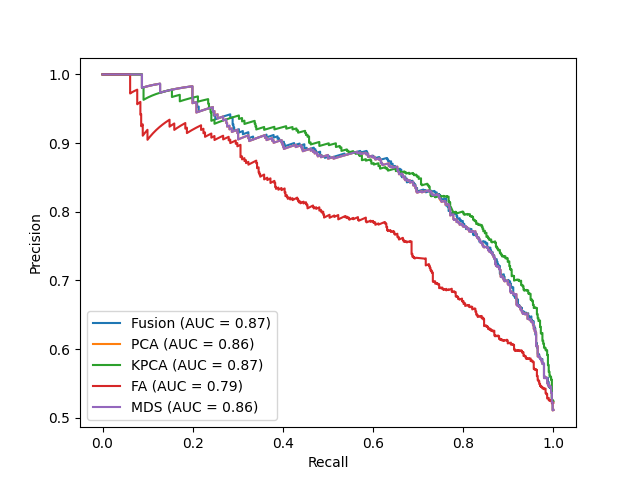 1.0
0.9
0.8
0.7
0.6
0.5
Precision
Fusion (AUC = 0.87)
PCA (AUC = 0.86)
KPCA (AUC = 0.87)
FA (AUC = 0.79)
MDS (AUC = 0.86)
0.0 0.2 0.4 0.6 0.8 1.0
Recall